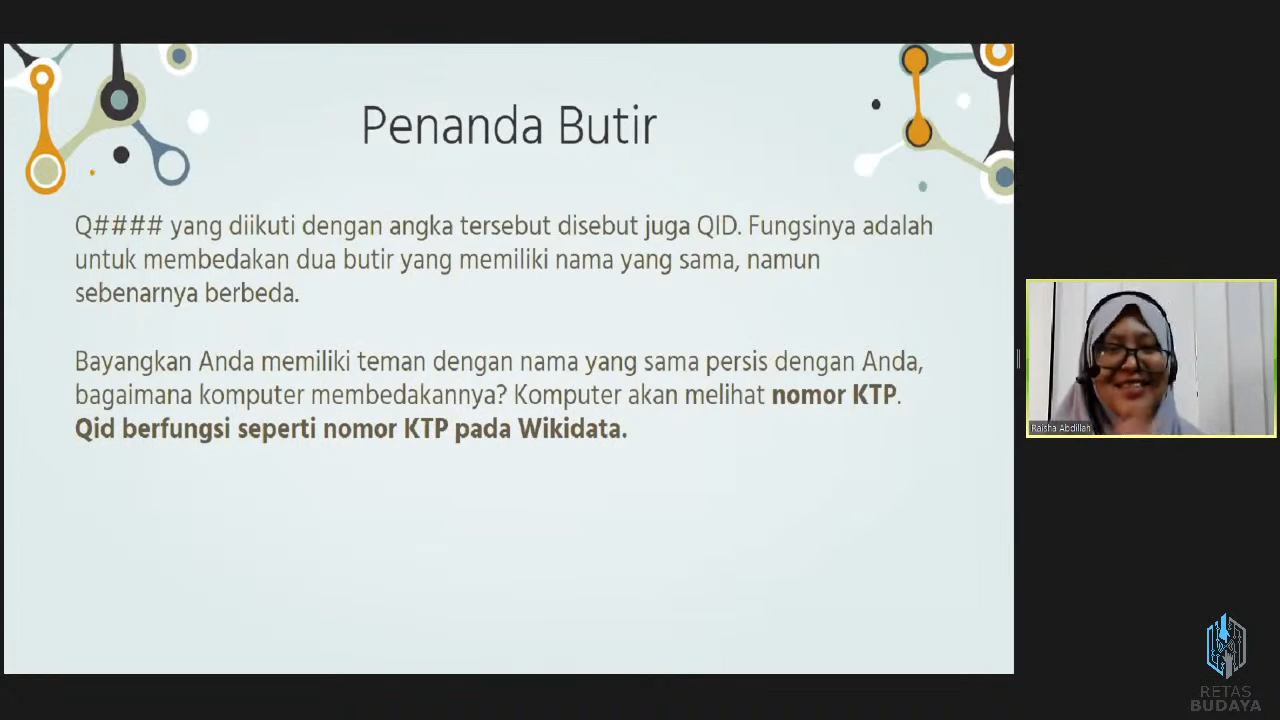 Penanda Butir
Q#### yang diikuti dengan angka tersebut disebut juga QID. Fungsinya adalah
untuk membedakan dua butir yang memiliki nama yang sama, namun
sebenarnya berbeda.
Bayangkan Anda memiliki teman dengan nama yang sama persis dengan Anda,
bagaimana komputer membedakannya? Komputer akan melihat nomor KTP.
Qid berfungsi seperti nomor KTP pada Wikidata.
Raisha Abdillah
RETAS
BUDAYA